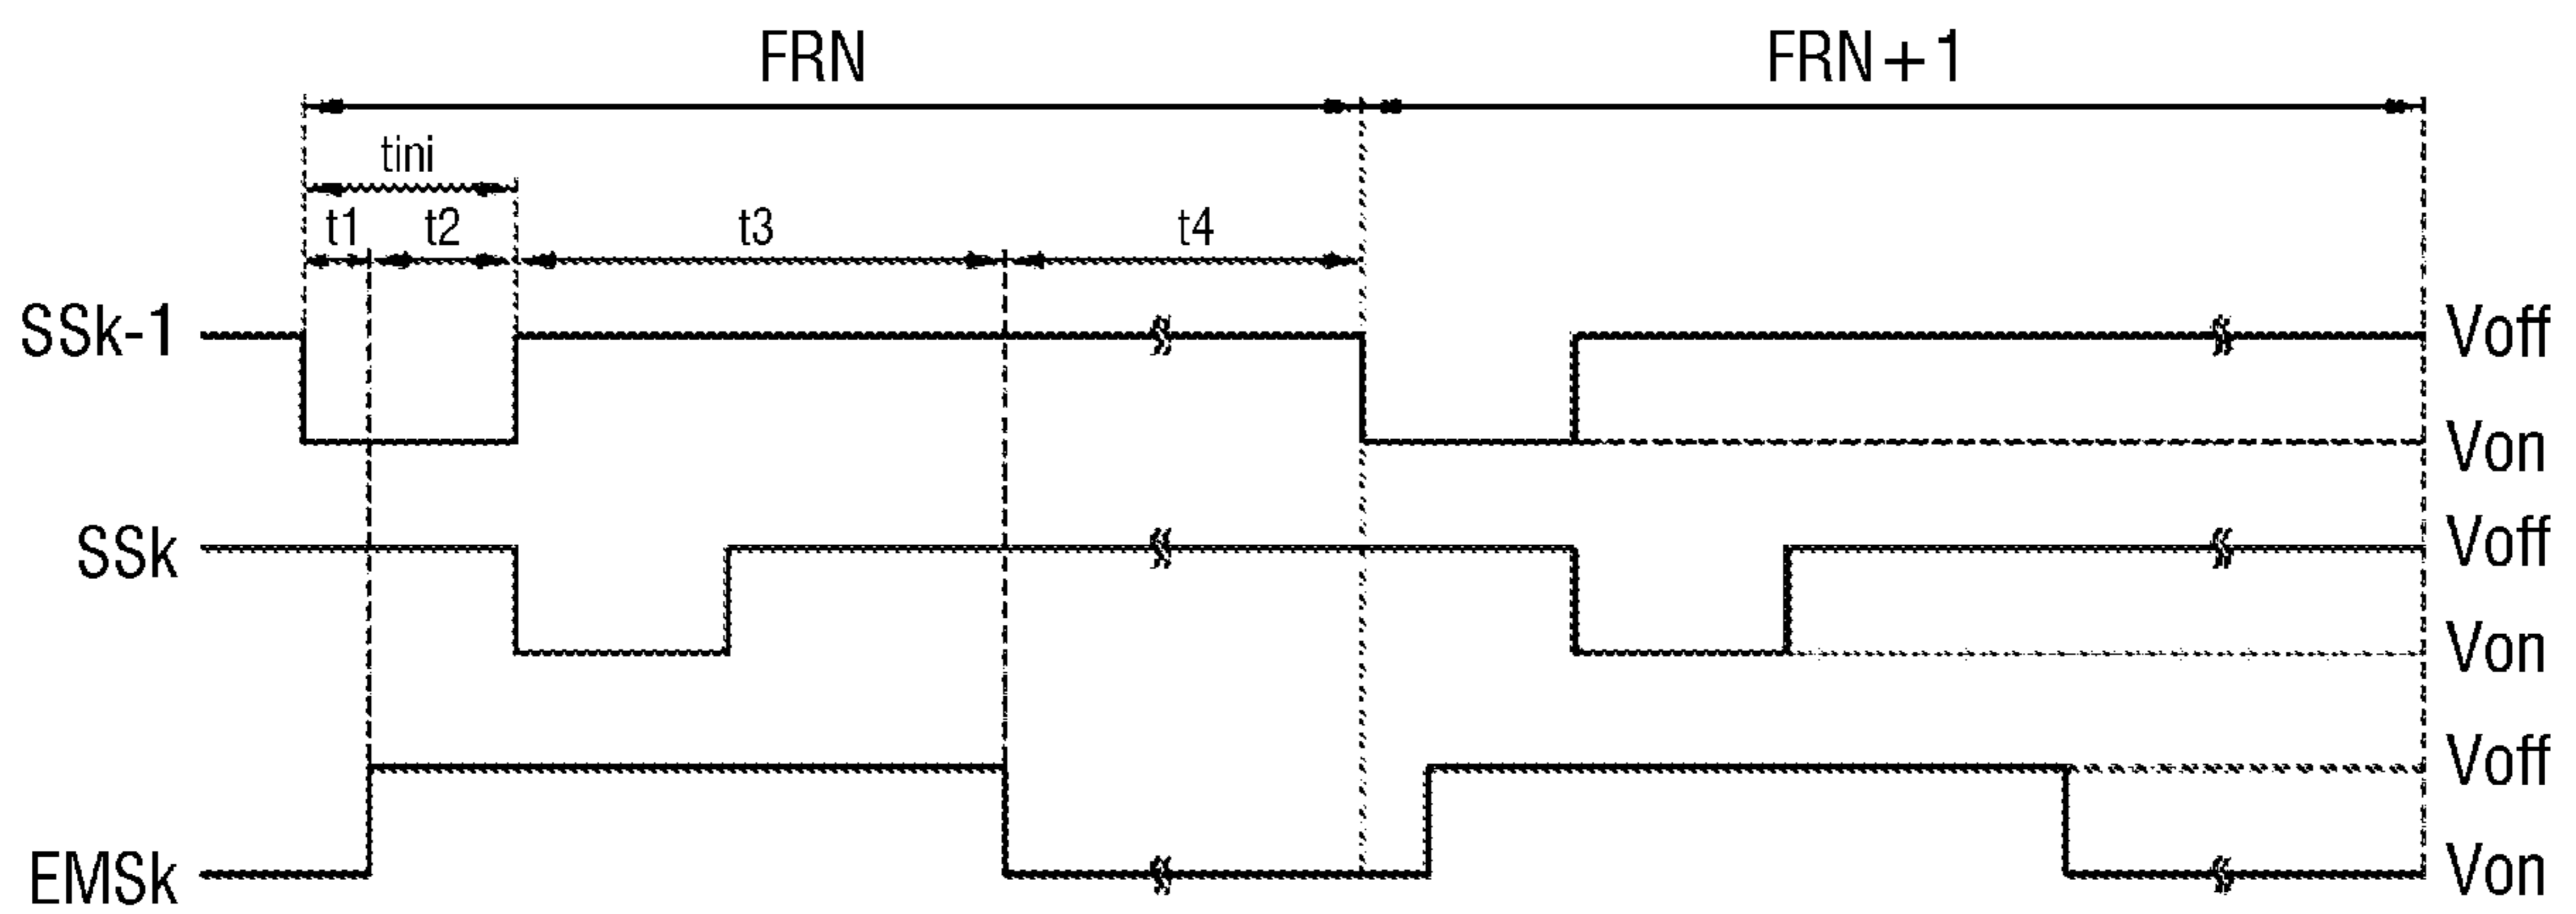 FRN FRN+1
tini
t1 t2 t3 t4
SSk-1 Voff
Von
SSk Voff
Von
Voff
EMSk Von